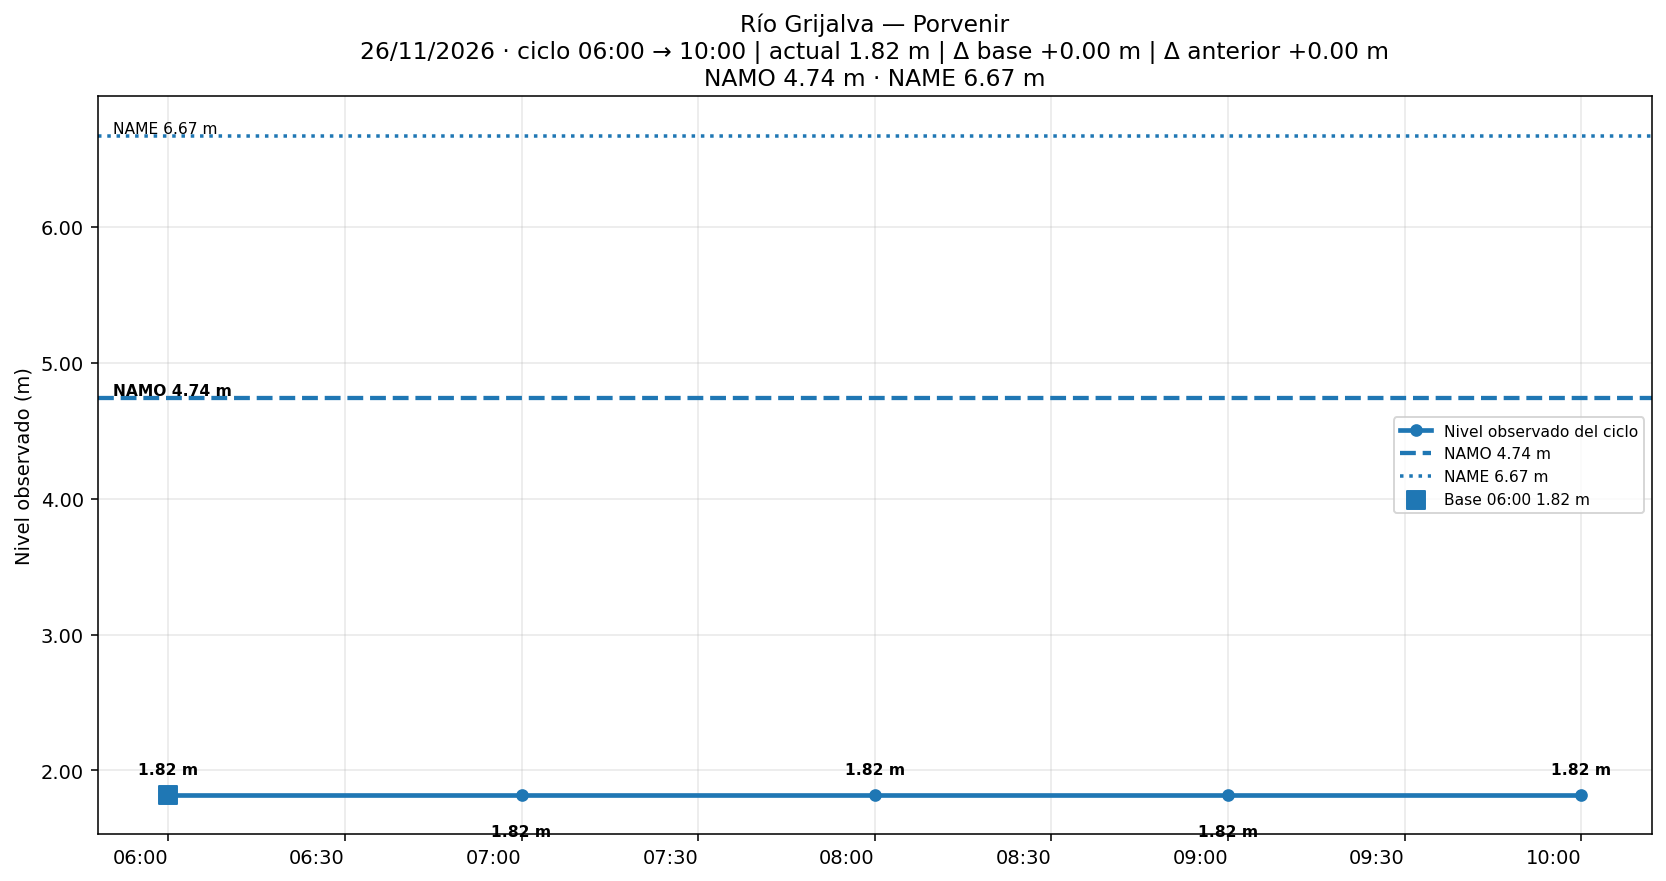 Río Grijalva — Porvenir
26/11/2026 · ciclo 06:00 → 10:00 | actual 1.82 m | Δ base +0.00 m | Δ anterior +0.00 m
NAMO 4.74 m · NAME 6.67 m
NAME 6.67 m
6.00
5.00
NAMO 4.74 m
Nivel observado del ciclo
NAMO 4.74 m
NAME 6.67 m
Base 06:00 1.82 m
4.00
Nivel observado (m)
3.00
2.00
1.82 m
1.82 m
1.82 m
1.82 m
1.82 m
06:00
06:30
07:00
07:30
08:00
08:30
09:00
09:30
10:00